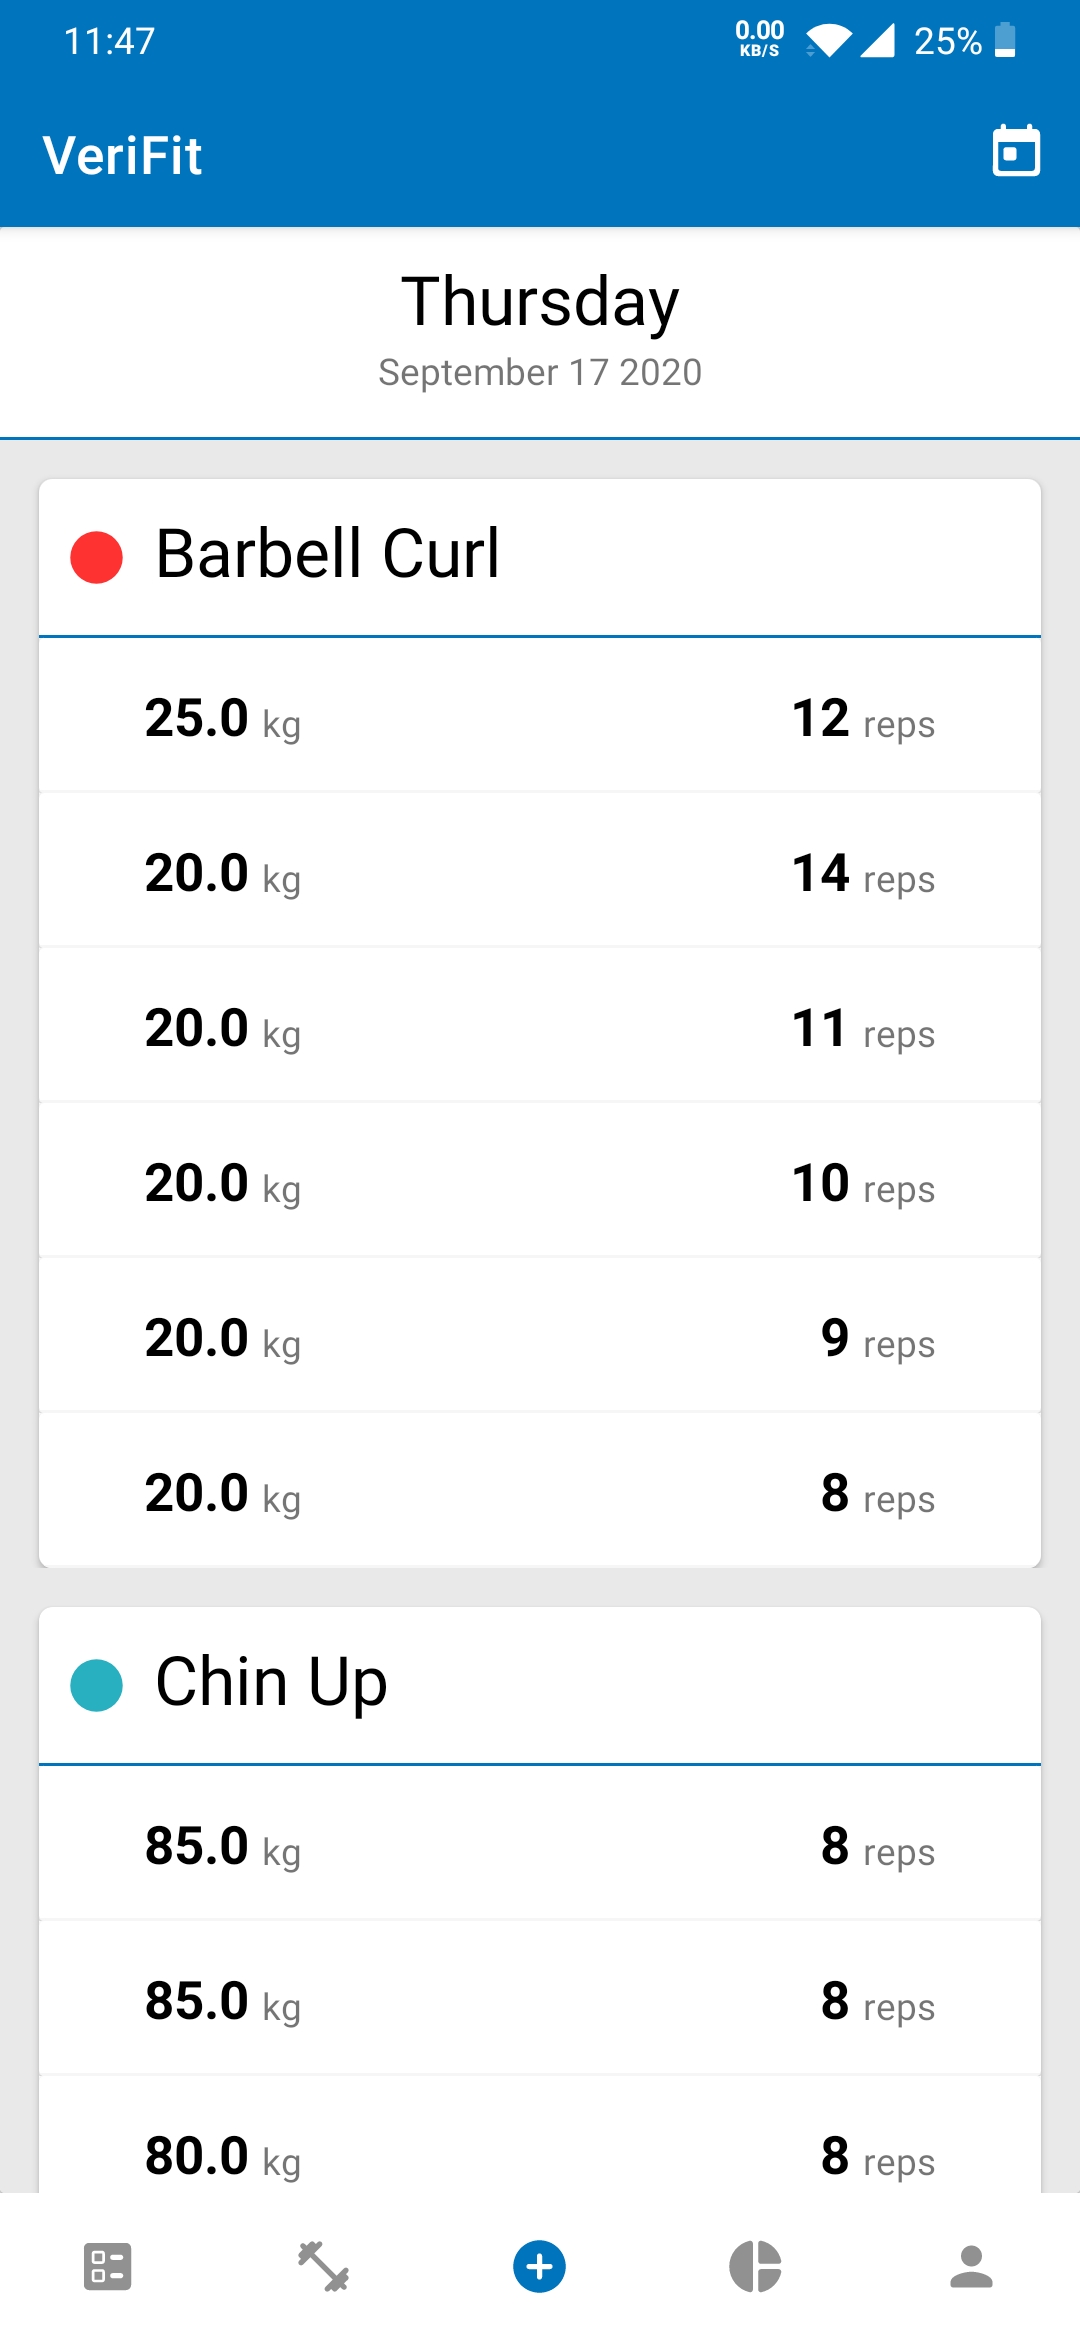 11:47 0.00 KB/S 25%
VeriFit
Thursday
September 17 2020
Barbell Curl
25.0 kg 12 reps
20.0 kg 14 reps
20.0 kg 11 reps
20.0 kg 10 reps
20.0 kg 9 reps
20.0 kg 8 reps
Chin Up
85.0 kg 8 reps
85.0 kg 8 reps
80.0 kg 8 reps